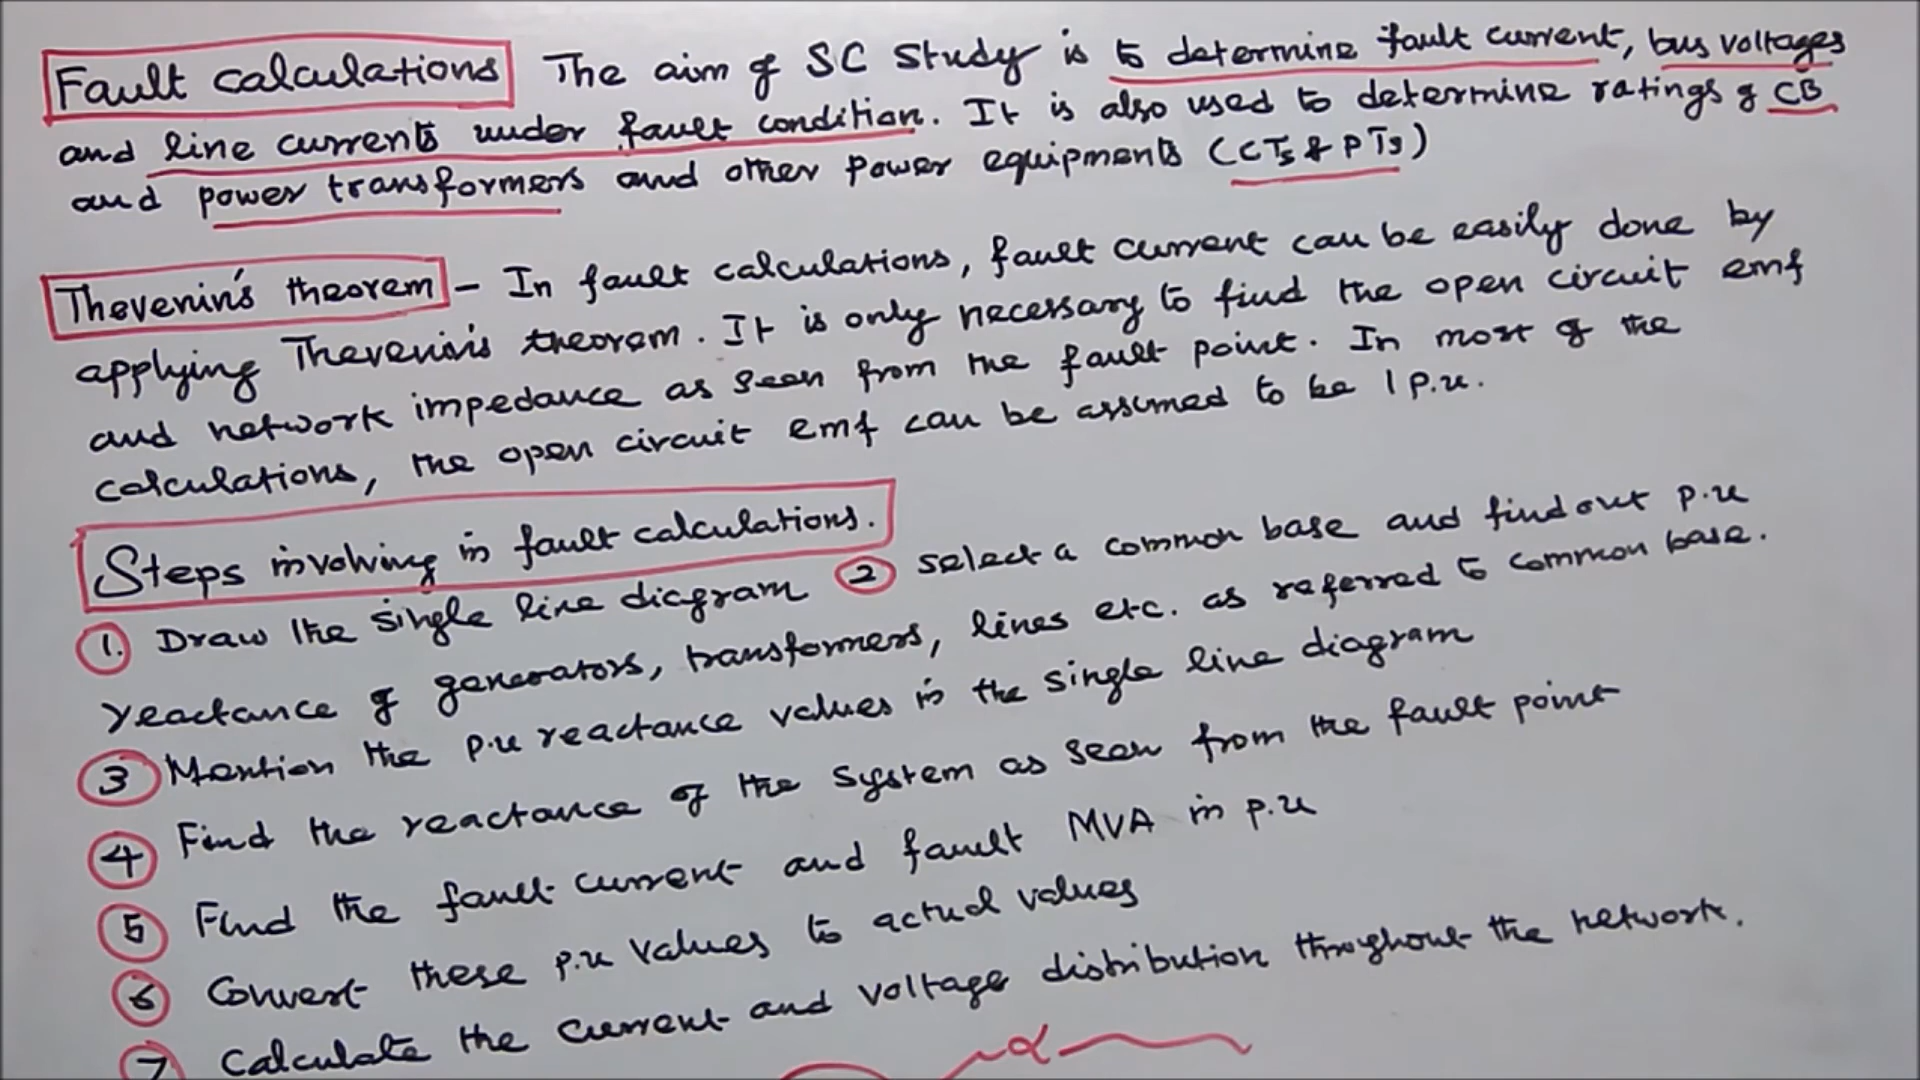 Fault calculations The aim of SC Study is to determine fault current, bus voltages
and line currents under fault condition. It is also used to determine ratings of CB
and power transformers and other power equipments (CTs & PTs)
Thevenin's theorem - In fault calculations, fault current can be easily done by
applying Thevenin's theorem. It is only necessary to find the open circuit emf
and network impedance as seen from the fault point. In most of the
calculations, the open circuit emf can be assumed to be 1 p.u.
Steps involving in fault calculations.
1. Draw the single line diagram 2 select a common base and find out p.u
reactance of generators, transformers, lines etc. as referred to common base.
3 Mention the p.u reactance values in the single line diagram
4 Find the reactance of the system as seen from the fault point
5 Find the fault current and fault MVA in p.u
6 Convert these p.u values to actual values
7 Calculate the current and voltage distribution throughout the network.